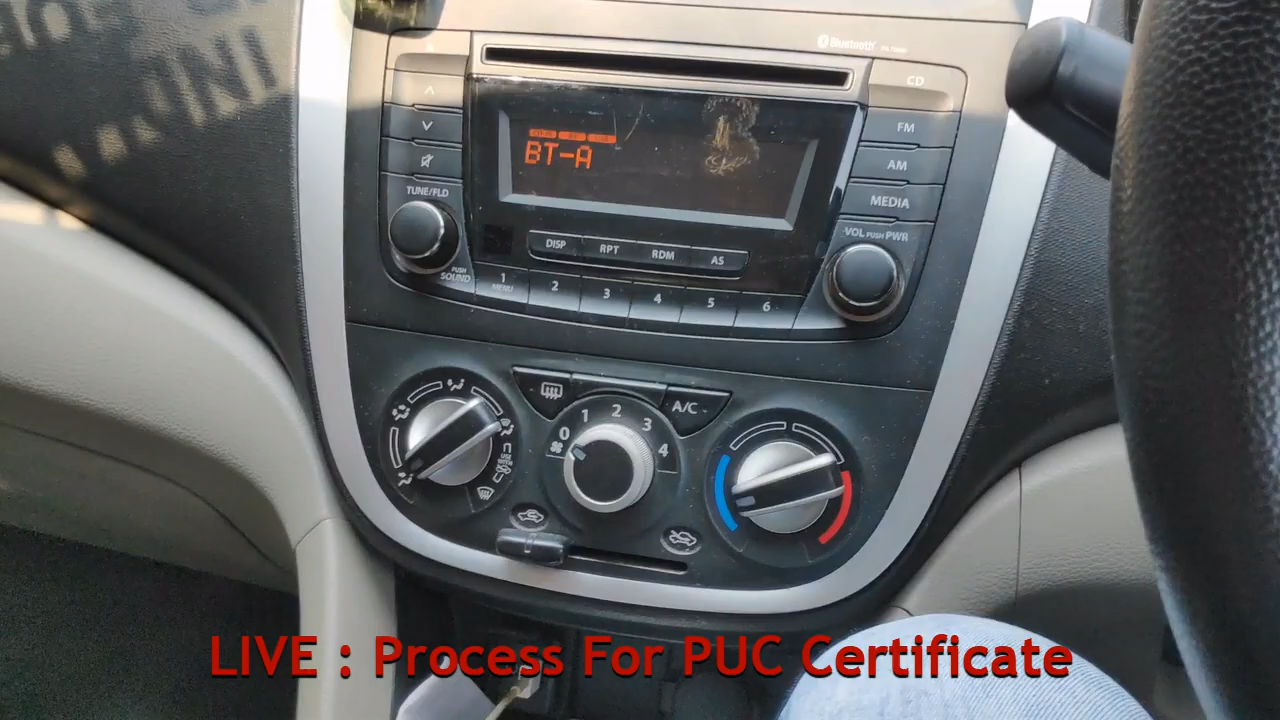 Bluetooth
CD
FM
AM
MEDIA
BT-A
TUNE/FLD
VOL PUSH PWR
DISP
RPT
RDM
AS
PUSH
SOUND
1
MENU
2
3
4
5
6
A/C
0
1
2
3
4
LIVE : Process For PUC Certificate